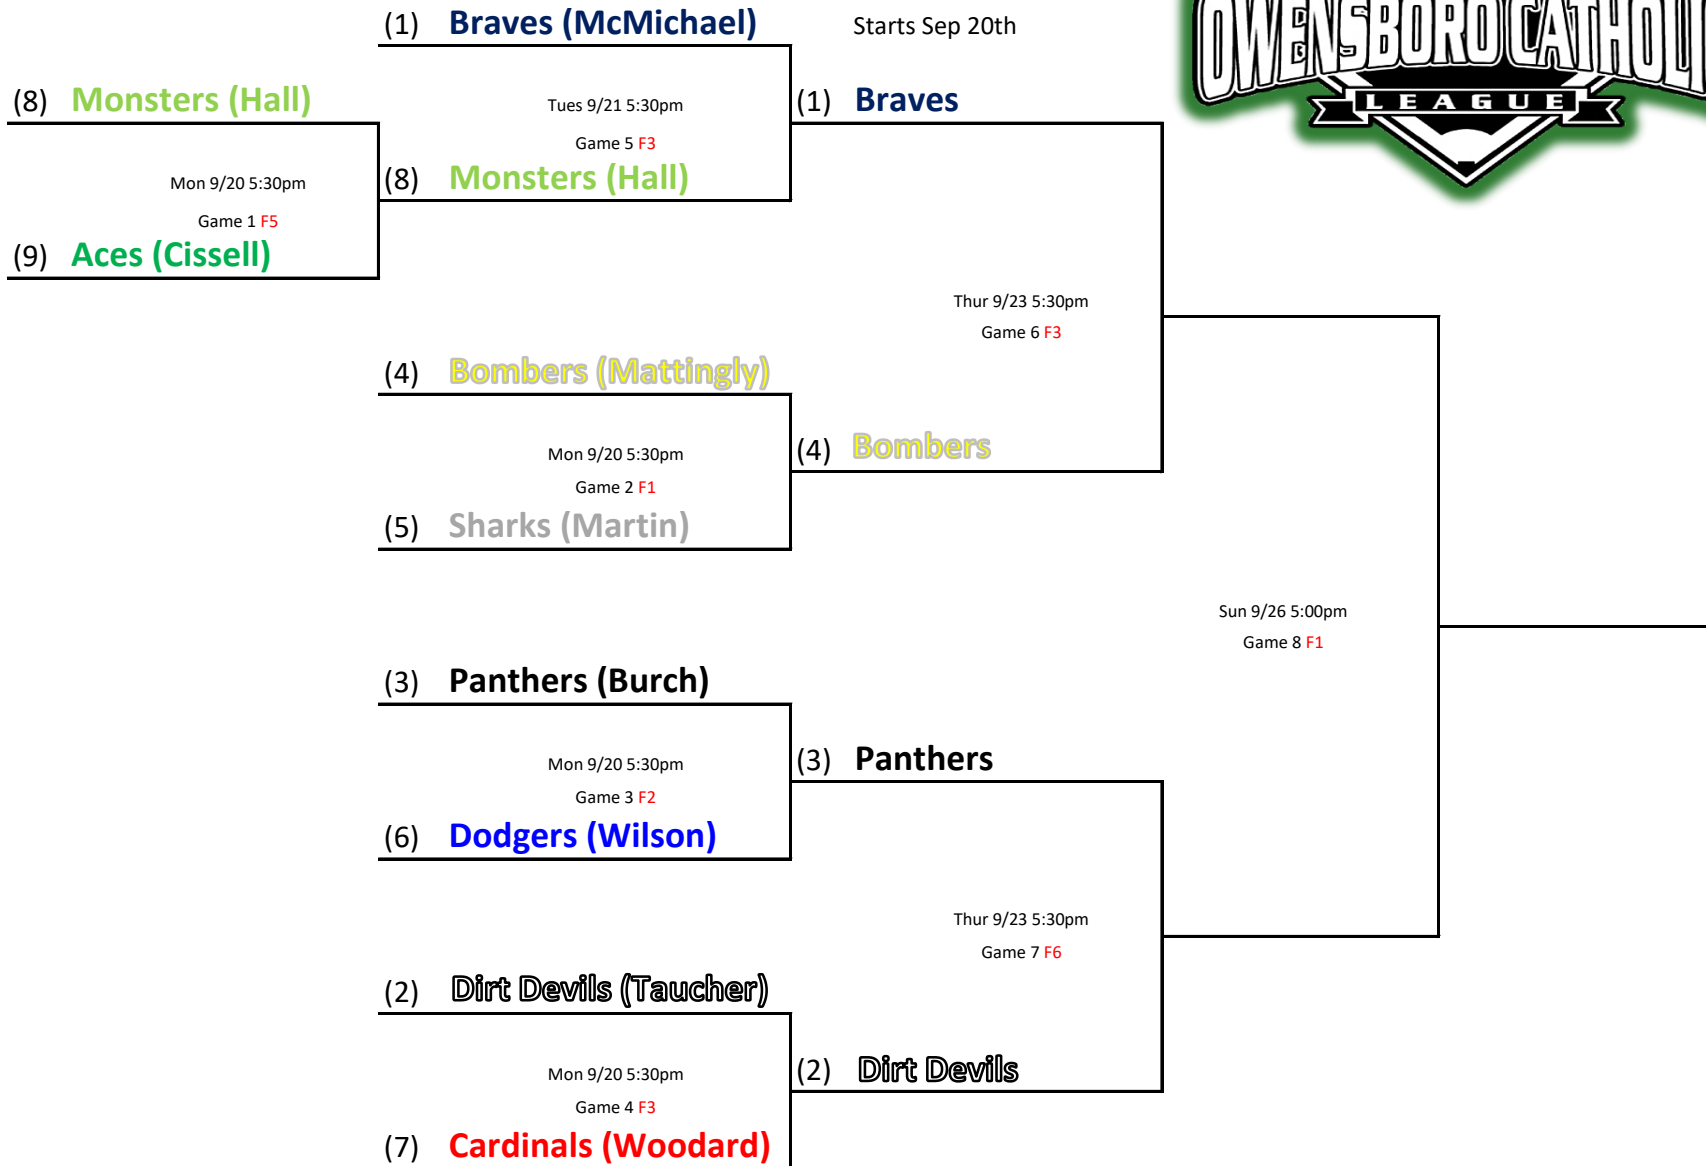 (1) Braves (McMichael)
Starts Sep 20th
OWENSBORO CATHOLI
LEAGUE
(8) Monsters (Hall)
Tues 9/21 5:30pm
(1) Braves
Game 5 F3
Mon 9/20 5:30pm
(8) Monsters (Hall)
Game 1 F5
(9) Aces (Cissell)
Thur 9/23 5:30pm
Game 6 F3
(4) Bombers (Mattingly)
Mon 9/20 5:30pm
(4) Bombers
Game 2 F1
(5) Sharks (Martin)
Sun 9/26 5:00pm
Game 8 F1
(3) Panthers (Burch)
Mon 9/20 5:30pm
(3) Panthers
Game 3 F2
(6) Dodgers (Wilson)
Thur 9/23 5:30pm
Game 7 F6
(2) Dirt Devils (Taucher)
Mon 9/20 5:30pm
(2) Dirt Devils
Game 4 F3
(7) Cardinals (Woodard)